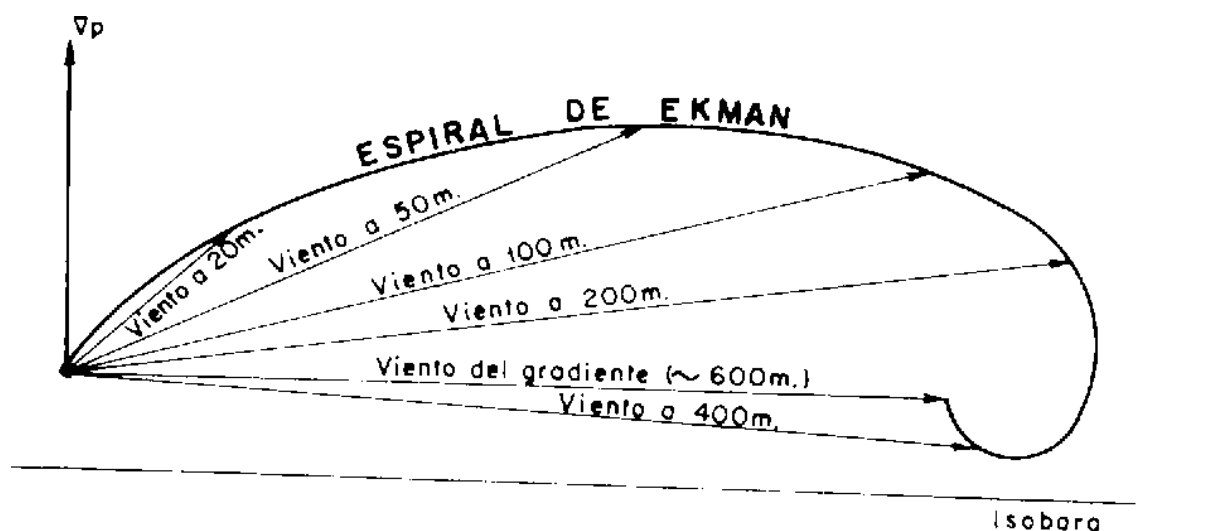 ∇p
ESPIRAL DE EKMAN
Viento a 20m.
Viento a 50m.
Viento a 100m.
Viento a 200m.
Viento del gradiente (~ 600m.)
Viento a 400m.
Isobara